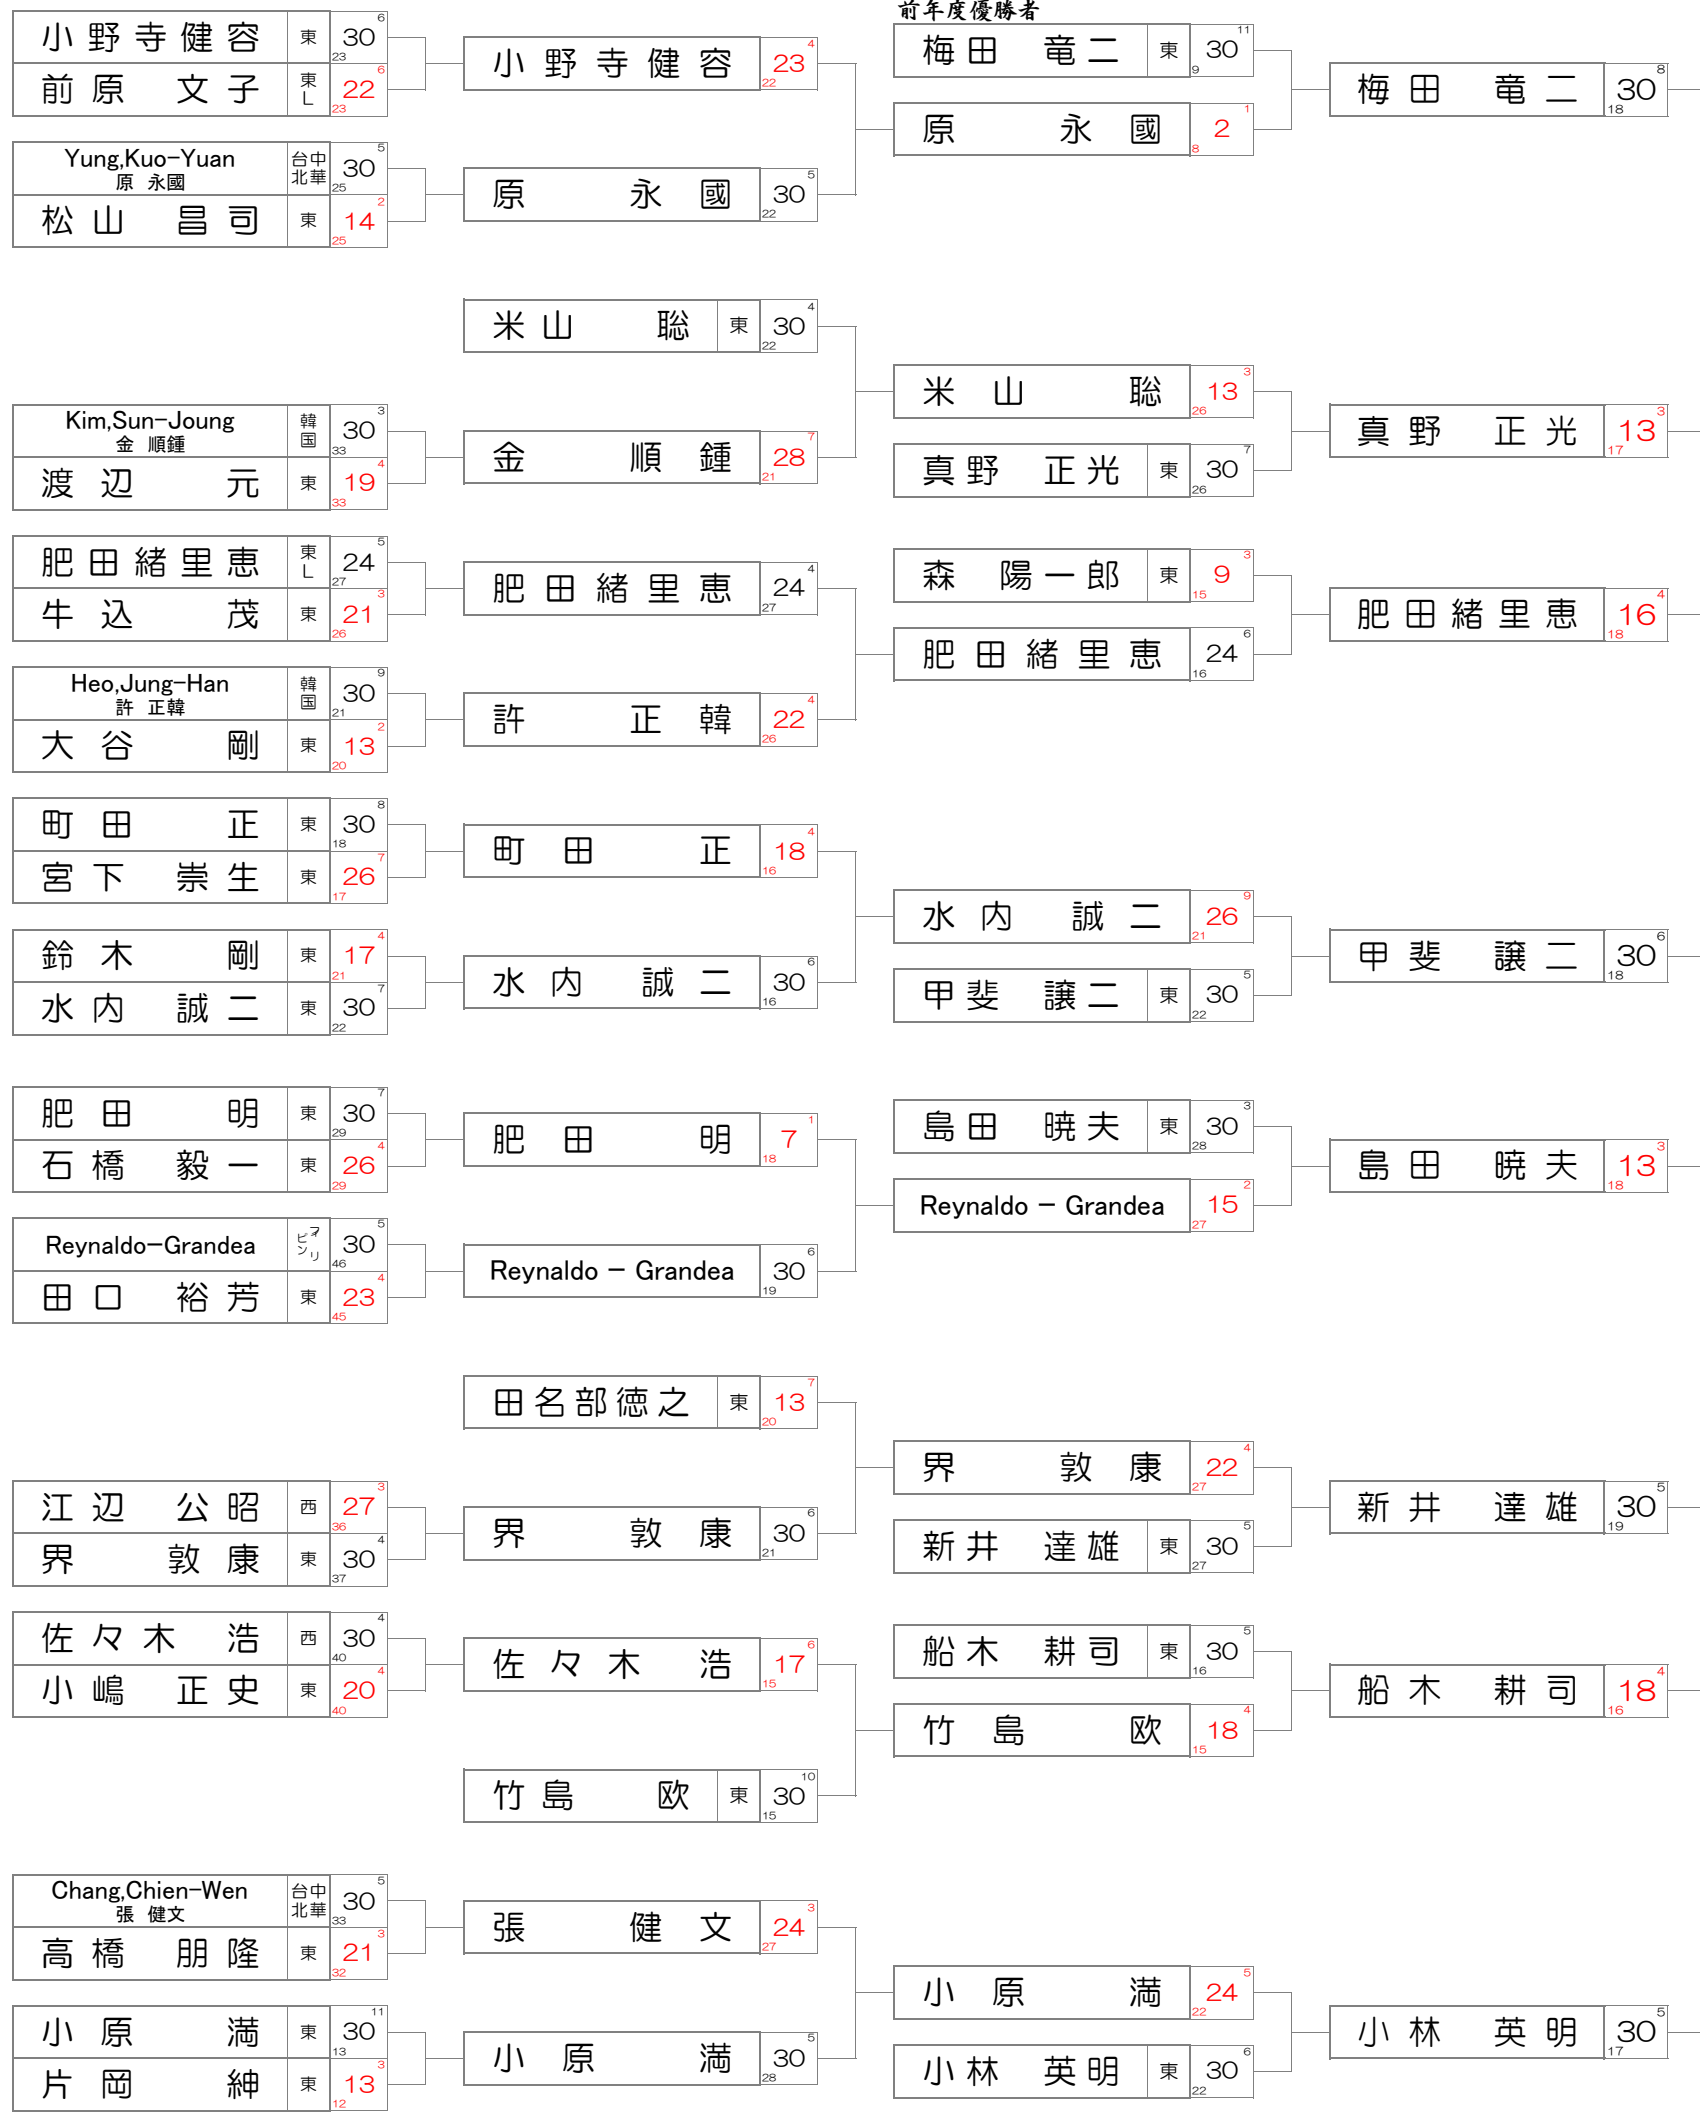 前年度優勝者
小野寺健容 東 30 6 23
前原 文子 東L 22 6 23
Yung,Kuo-Yuan
原 永國 台北中華 30 5 25
松山 昌司 東 14 2 25
Kim,Sun-Joung
金 順鍾 韓国 30 3 33
渡辺 元 東 19 4 33
肥田緒里恵 東L 24 5 27
牛込 茂 東 21 3 26
Heo,Jung-Han
許 正韓 韓国 30 9 21
大谷 剛 東 13 2 20
町田 正 東 30 8 18
宮下 崇生 東 26 7 17
鈴木 剛 東 17 4 21
水内 誠二 東 30 7 22
肥田 明 東 30 7 29
石橋 毅一 東 26 4 29
Reynaldo-Grandea フィリピン 30 5 46
田口 裕芳 東 23 4 45
江辺 公昭 西 27 3 36
界 敦康 東 30 4 37
佐々木 浩 西 30 4 40
小嶋 正史 東 20 4 40
Chang,Chien-Wen
張 健文 台北中華 30 5 33
高橋 朋隆 東 21 3 32
小原 満 東 30 11 13
片岡 紳 東 13 3 12
小野寺健容 23 4 22
原 永國 30 5 22
米山 聡 東 30 4 22
金 順鍾 28 7 21
肥田緒里恵 24 4 27
許 正韓 22 4 26
町田 正 18 4 16
水内 誠二 30 6 16
肥田 明 7 1 18
Reynaldo - Grandea 30 6 19
田名部徳之 東 13 7 20
界 敦康 30 6 21
佐々木 浩 17 6 15
竹島 欧 東 30 10 15
張 健文 24 3 27
小原 満 30 5 28
梅田 竜二 東 30 11 9
原 永國 2 1 8
米山 聡 13 3 26
真野 正光 東 30 7 26
森 陽一郎 東 9 3 15
肥田緒里恵 24 6 16
水内 誠二 26 9 21
甲斐 譲二 東 30 5 22
島田 暁夫 東 30 3 28
Reynaldo - Grandea 15 2 27
界 敦康 22 4 27
新井 達雄 東 30 5 27
船木 耕司 東 30 5 16
竹島 欧 18 4 15
小原 満 24 5 22
小林 英明 東 30 6 22
梅田 竜二 30 8 18
真野 正光 13 3 17
肥田緒里恵 16 4 18
甲斐 譲二 30 6 18
島田 暁夫 13 3 18
新井 達雄 30 5 19
船木 耕司 18 4 16
小林 英明 30 5 17